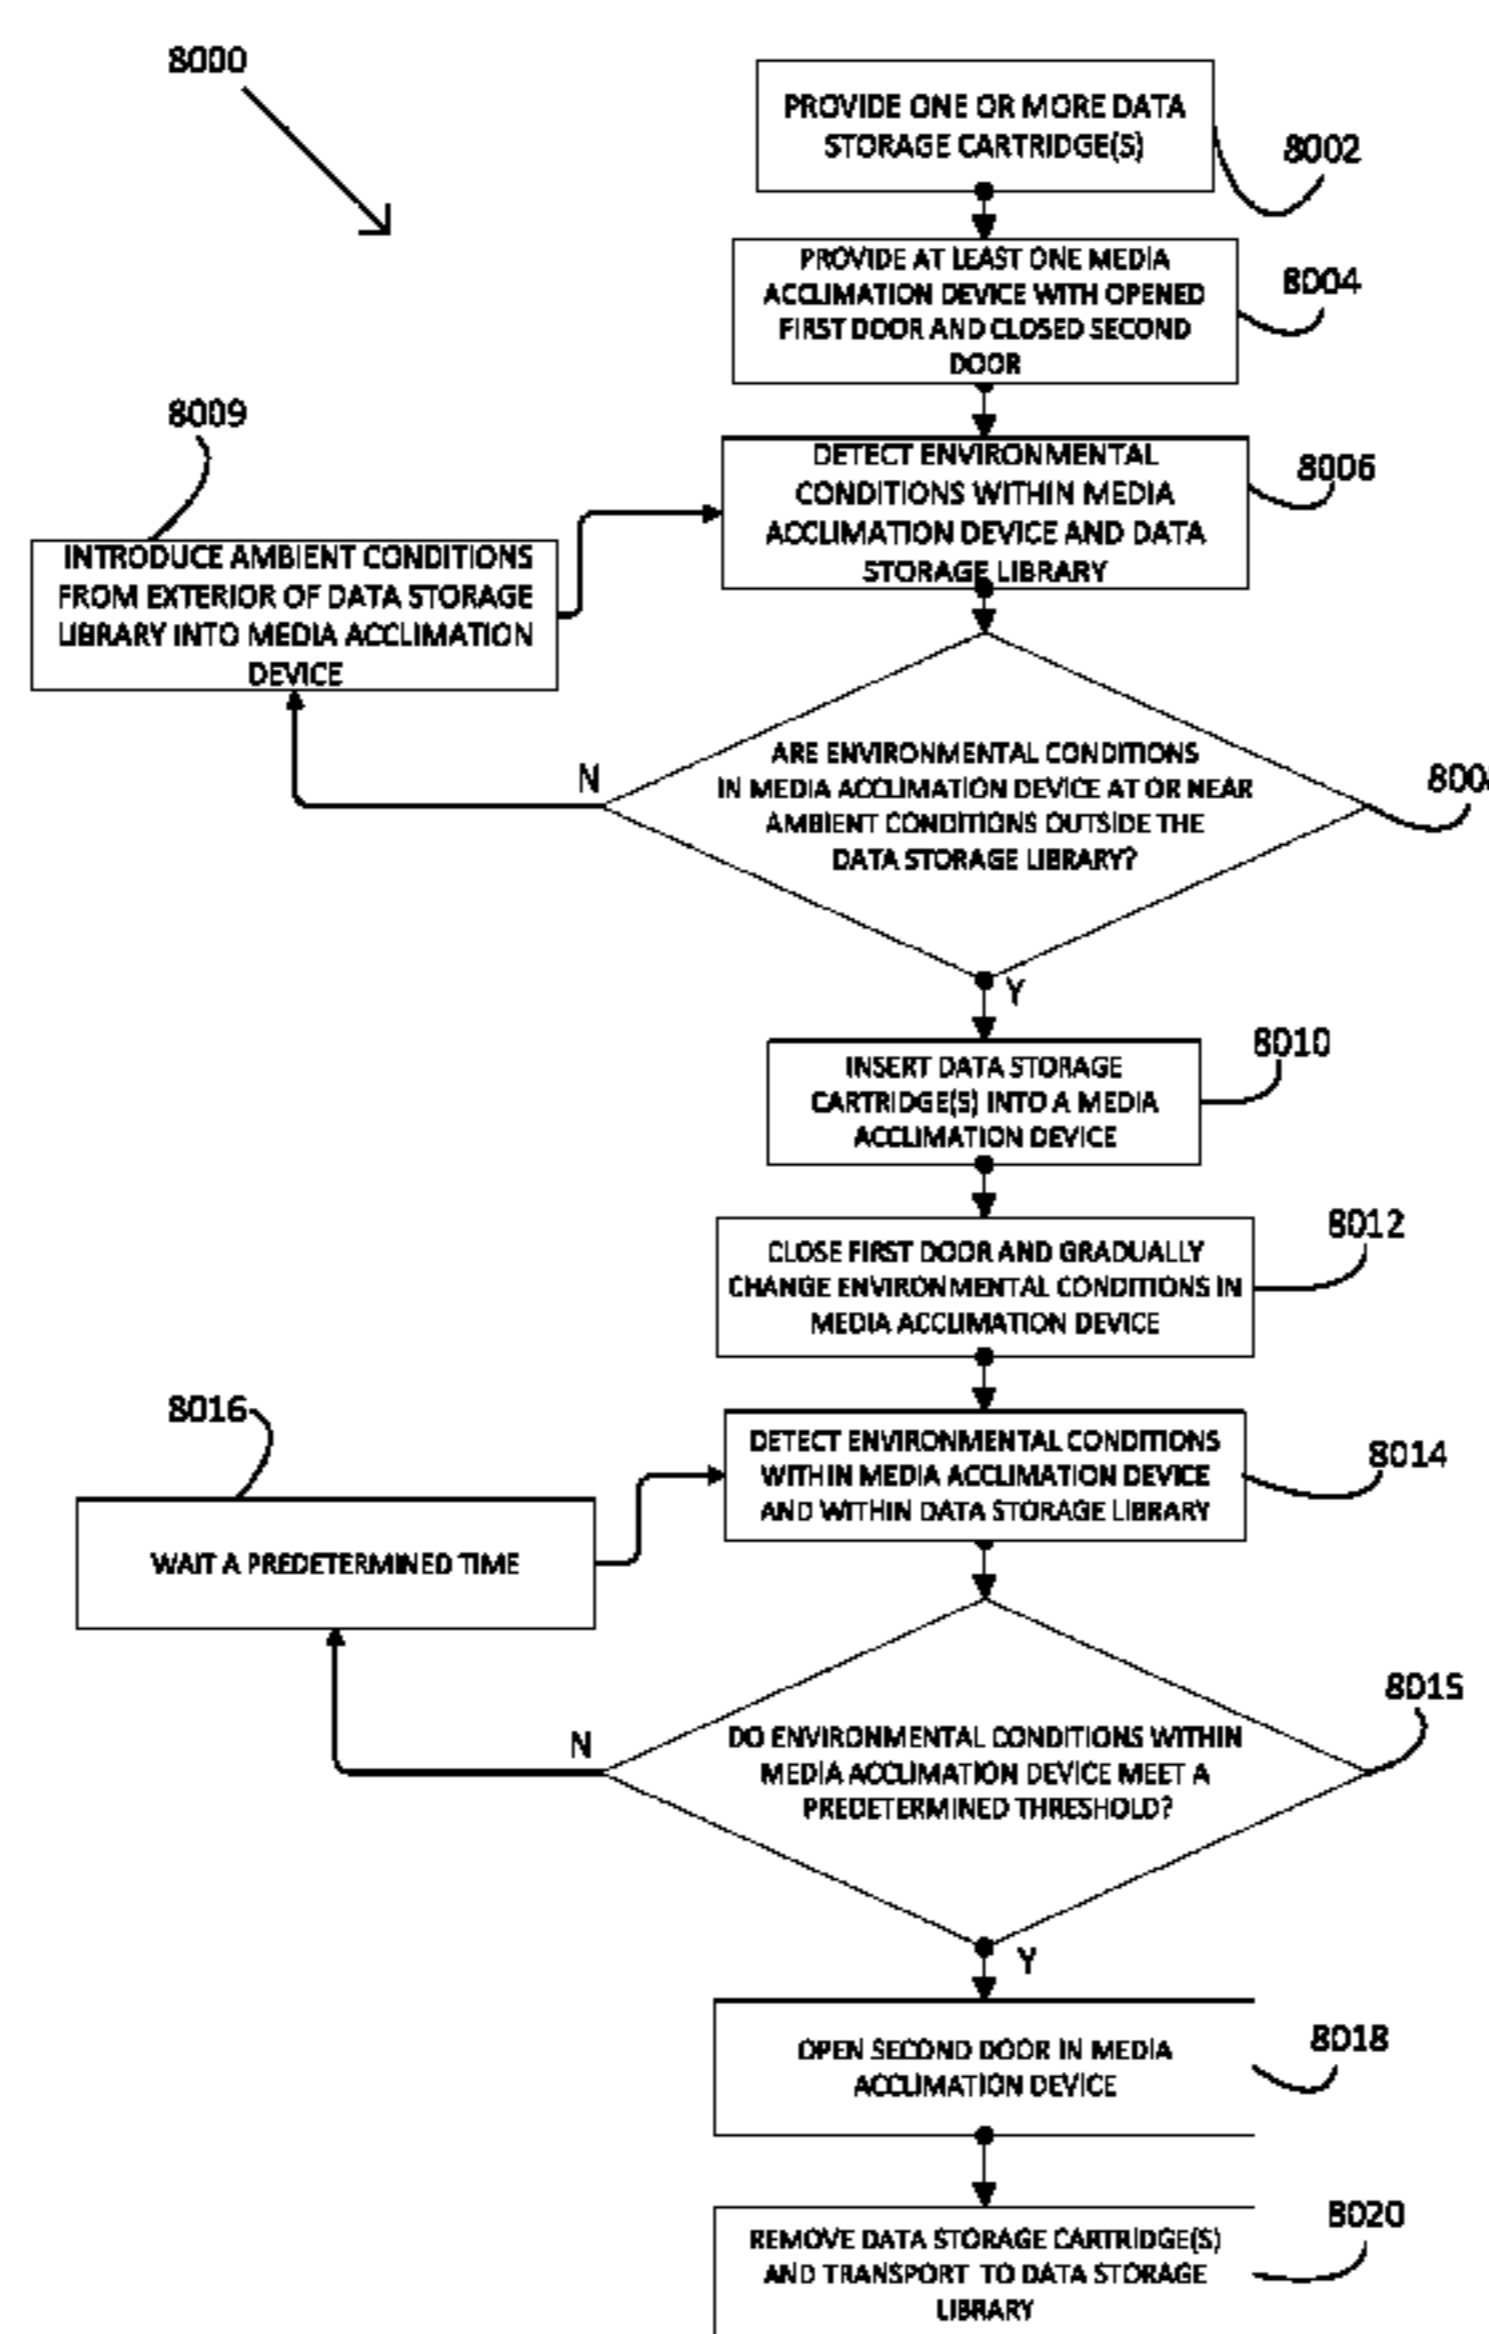 8000
PROVIDE ONE OR MORE DATA
STORAGE CARTRIDGE(S)
8002
PROVIDE AT LEAST ONE MEDIA
ACCLIMATION DEVICE WITH OPENED
FIRST DOOR AND CLOSED SECOND
DOOR
8004
8009
INTRODUCE AMBIENT CONDITIONS
FROM EXTERIOR OF DATA STORAGE
LIBRARY INTO MEDIA ACCLIMATION
DEVICE
DETECT ENVIRONMENTAL
CONDITIONS WITHIN MEDIA
ACCLIMATION DEVICE AND DATA
STORAGE LIBRARY
8006
N
ARE ENVIRONMENTAL CONDITIONS
IN MEDIA ACCLIMATION DEVICE AT OR NEAR
AMBIENT CONDITIONS OUTSIDE THE
DATA STORAGE LIBRARY?
Y
INSERT DATA STORAGE
CARTRIDGE(S) INTO A MEDIA
ACCLIMATION DEVICE
8010
CLOSE FIRST DOOR AND GRADUALLY
CHANGE ENVIRONMENTAL CONDITIONS IN
MEDIA ACCLIMATION DEVICE
8012
8016
WAIT A PREDETERMINED TIME
DETECT ENVIRONMENTAL CONDITIONS
WITHIN MEDIA ACCLIMATION DEVICE
AND WITHIN DATA STORAGE LIBRARY
8014
N
DO ENVIRONMENTAL CONDITIONS WITHIN
MEDIA ACCLIMATION DEVICE MEET A
PREDETERMINED THRESHOLD?
8015
Y
OPEN SECOND DOOR IN MEDIA
ACCLIMATION DEVICE
8018
REMOVE DATA STORAGE CARTRIDGE(S)
AND TRANSPORT TO DATA STORAGE
LIBRARY
8020